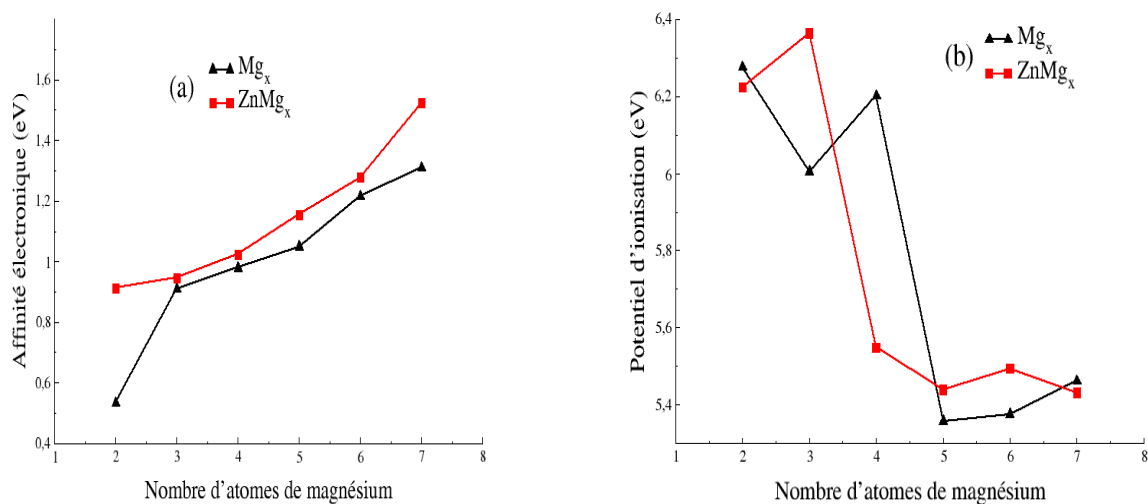 Affinité électronique (eV)
1,6
1,4
1,2
1
0,8
0,6
0,4
(a)
Mgx
ZnMgx
1 2 3 4 5 6 7 8
Nombre d’atomes de magnésium
Potentiel d’ionisation (eV)
6,4
6,2
6
5,8
5,6
5,4
(b)
Mgx
ZnMgx
1 2 3 4 5 6 7 8
Nombre d’atomes de magnésium